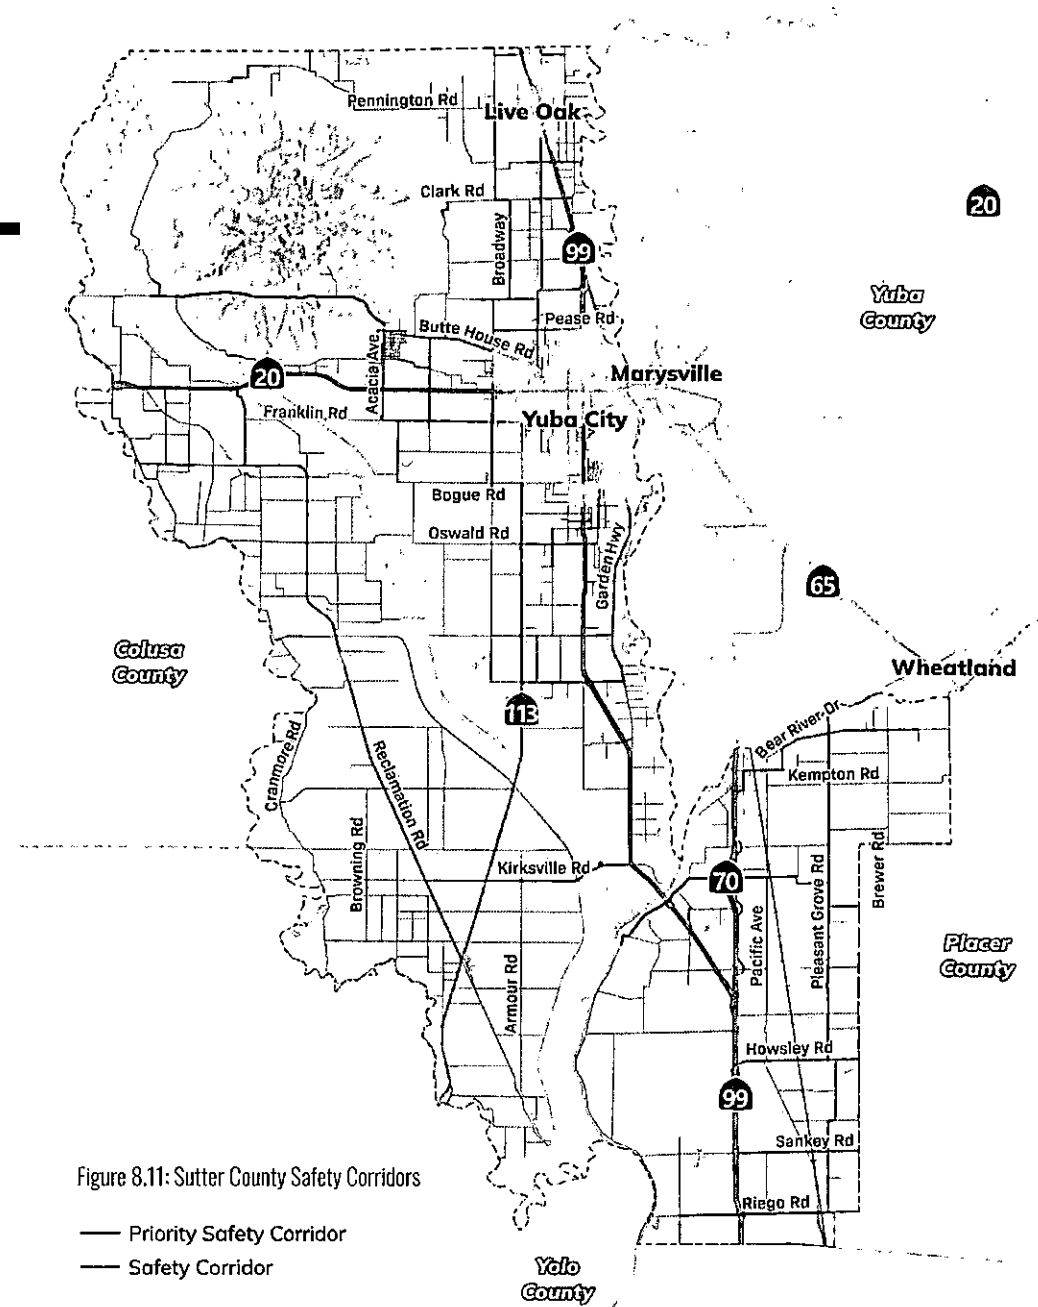 Pennington Rd
Live Oak
Clark Rd
20
Broadway
99
Yuba
County
Pease Rd
Butte House Rd
Acacia Ave
Marysville
20
Franklin Rd
Yuba City
Bogue Rd
Oswald Rd
Garden Hwy
65
Colusa
County
Wheatland
113
Bear River Dr
Cranmore Rd
Reclamation Rd
Kempton Rd
Browning Rd
Kirksville Rd
70
Pleasant Grove Rd
Brewer Rd
Pacific Ave
Placer
County
Armour Rd
Howsley Rd
99
Sankey Rd
Figure 8.11: Sutter County Safety Corridors
Riego Rd
Priority Safety Corridor
Safety Corridor
Yolo
County